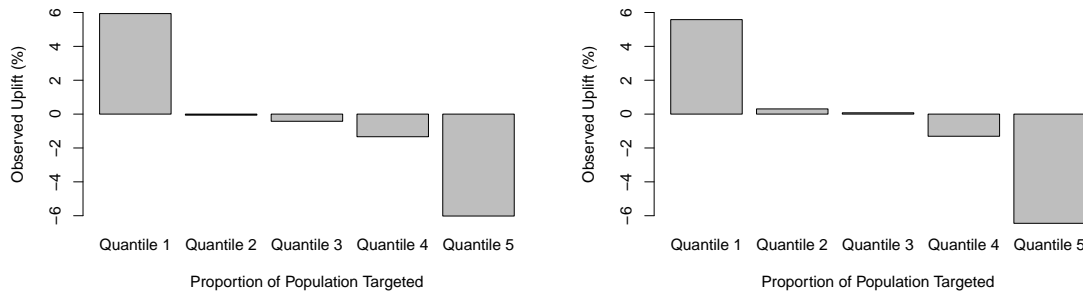 Observed Uplift (%)
6
4
2
0
−2
−4
−6
Quantile 1 Quantile 2 Quantile 3 Quantile 4 Quantile 5
Proportion of Population Targeted
Observed Uplift (%)
6
4
2
0
−2
−4
−6
Quantile 1 Quantile 2 Quantile 3 Quantile 4 Quantile 5
Proportion of Population Targeted